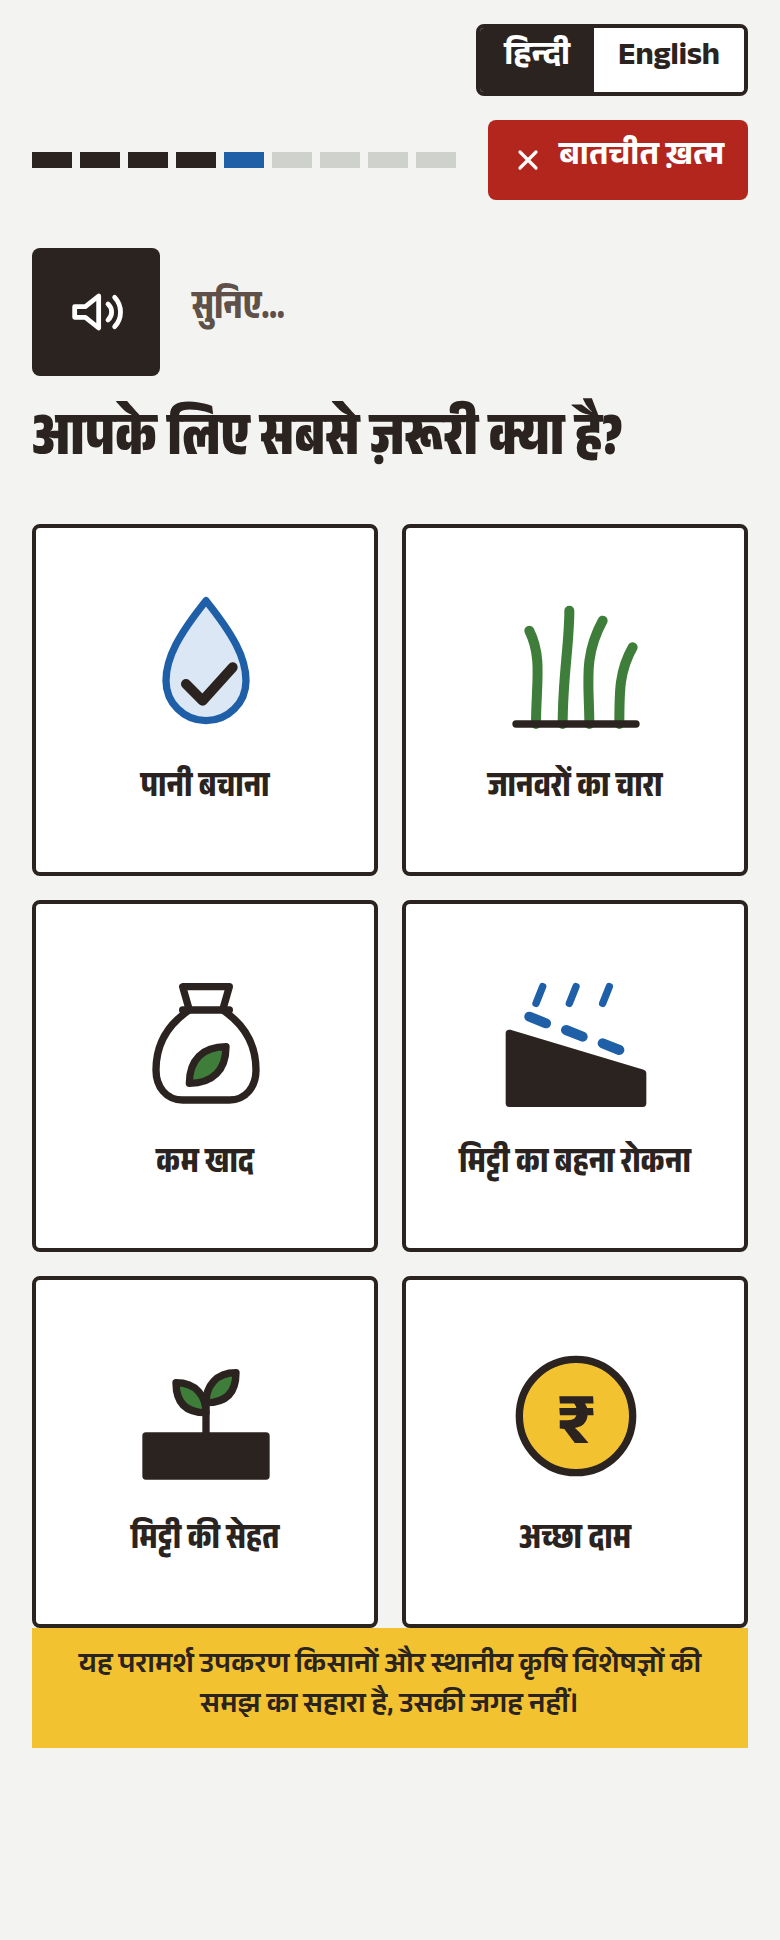 हिन्दी English
बातचीत ख़त्म
सुनिए...
आपके लिए सबसे ज़रूरी क्या है?
पानी बचाना
जानवरों का चारा
कम खाद
मिट्टी का बहना रोकना
मिट्टी की सेहत
₹
अच्छा दाम
यह परामर्श उपकरण किसानों और स्थानीय कृषि विशेषज्ञों की
समझ का सहारा है, उसकी जगह नहीं।